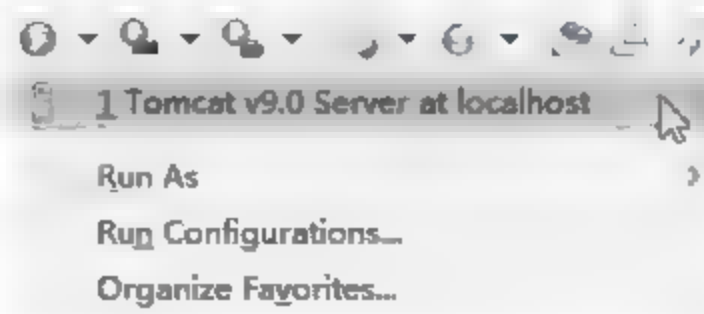 1 Tomcat v9.0 Server at localhost
Run As
Run Configurations...
Organize Favorites...